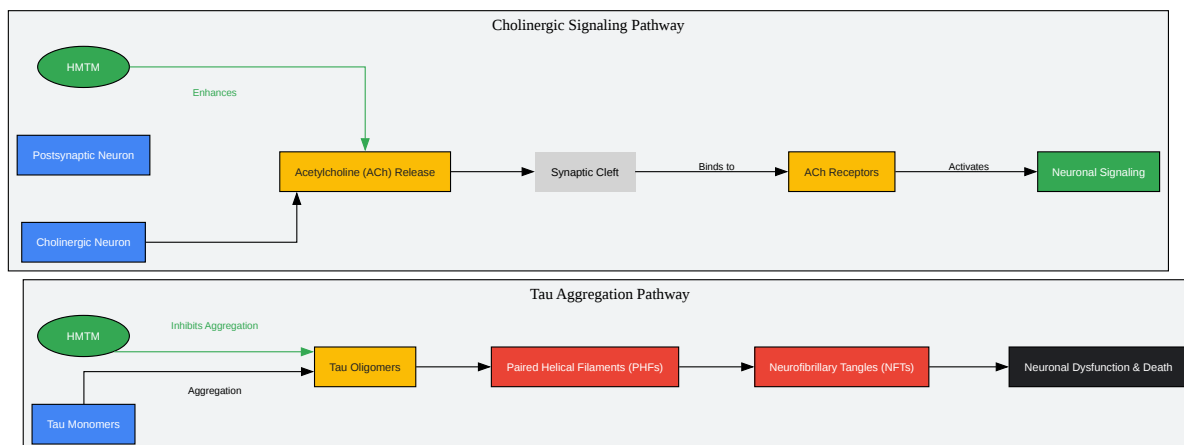 Cholinergic Signaling Pathway
HMTM
Enhances
Postsynaptic Neuron
Acetylcholine (ACh) Release
Synaptic Cleft
Binds to
ACh Receptors
Activates
Neuronal Signaling
Cholinergic Neuron
Tau Aggregation Pathway
HMTM
Inhibits Aggregation
Tau Oligomers
Paired Helical Filaments (PHFs)
Neurofibrillary Tangles (NFTs)
Neuronal Dysfunction & Death
Aggregation
Tau Monomers